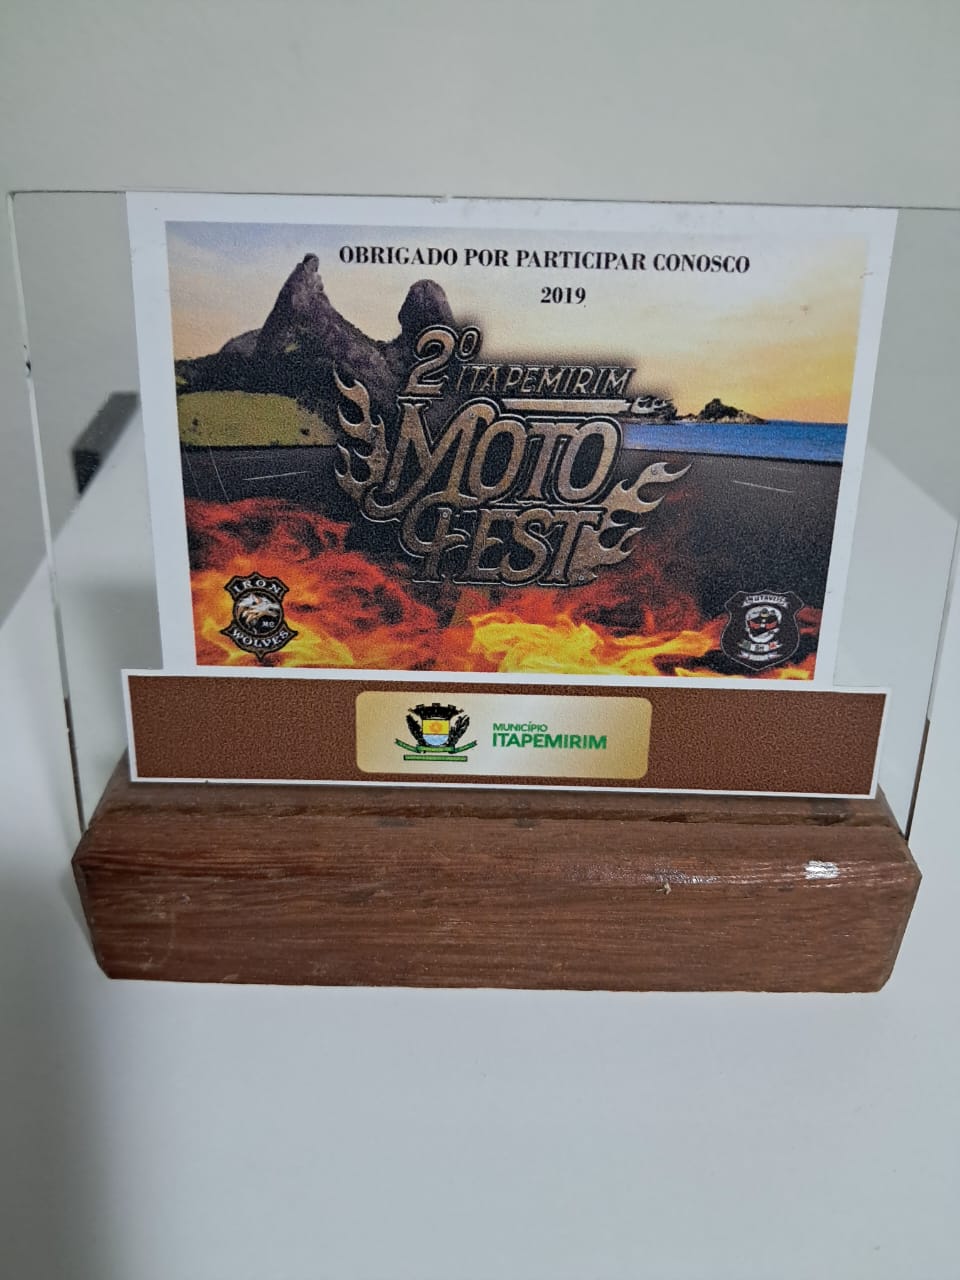 OBRIGADO POR PARTICIPAR CONOSCO
2019
2º
ITAPEMIRIM
MOTO
FEST
IRON
MC
WOLVES
MUNICÍPIO
ITAPEMIRIM